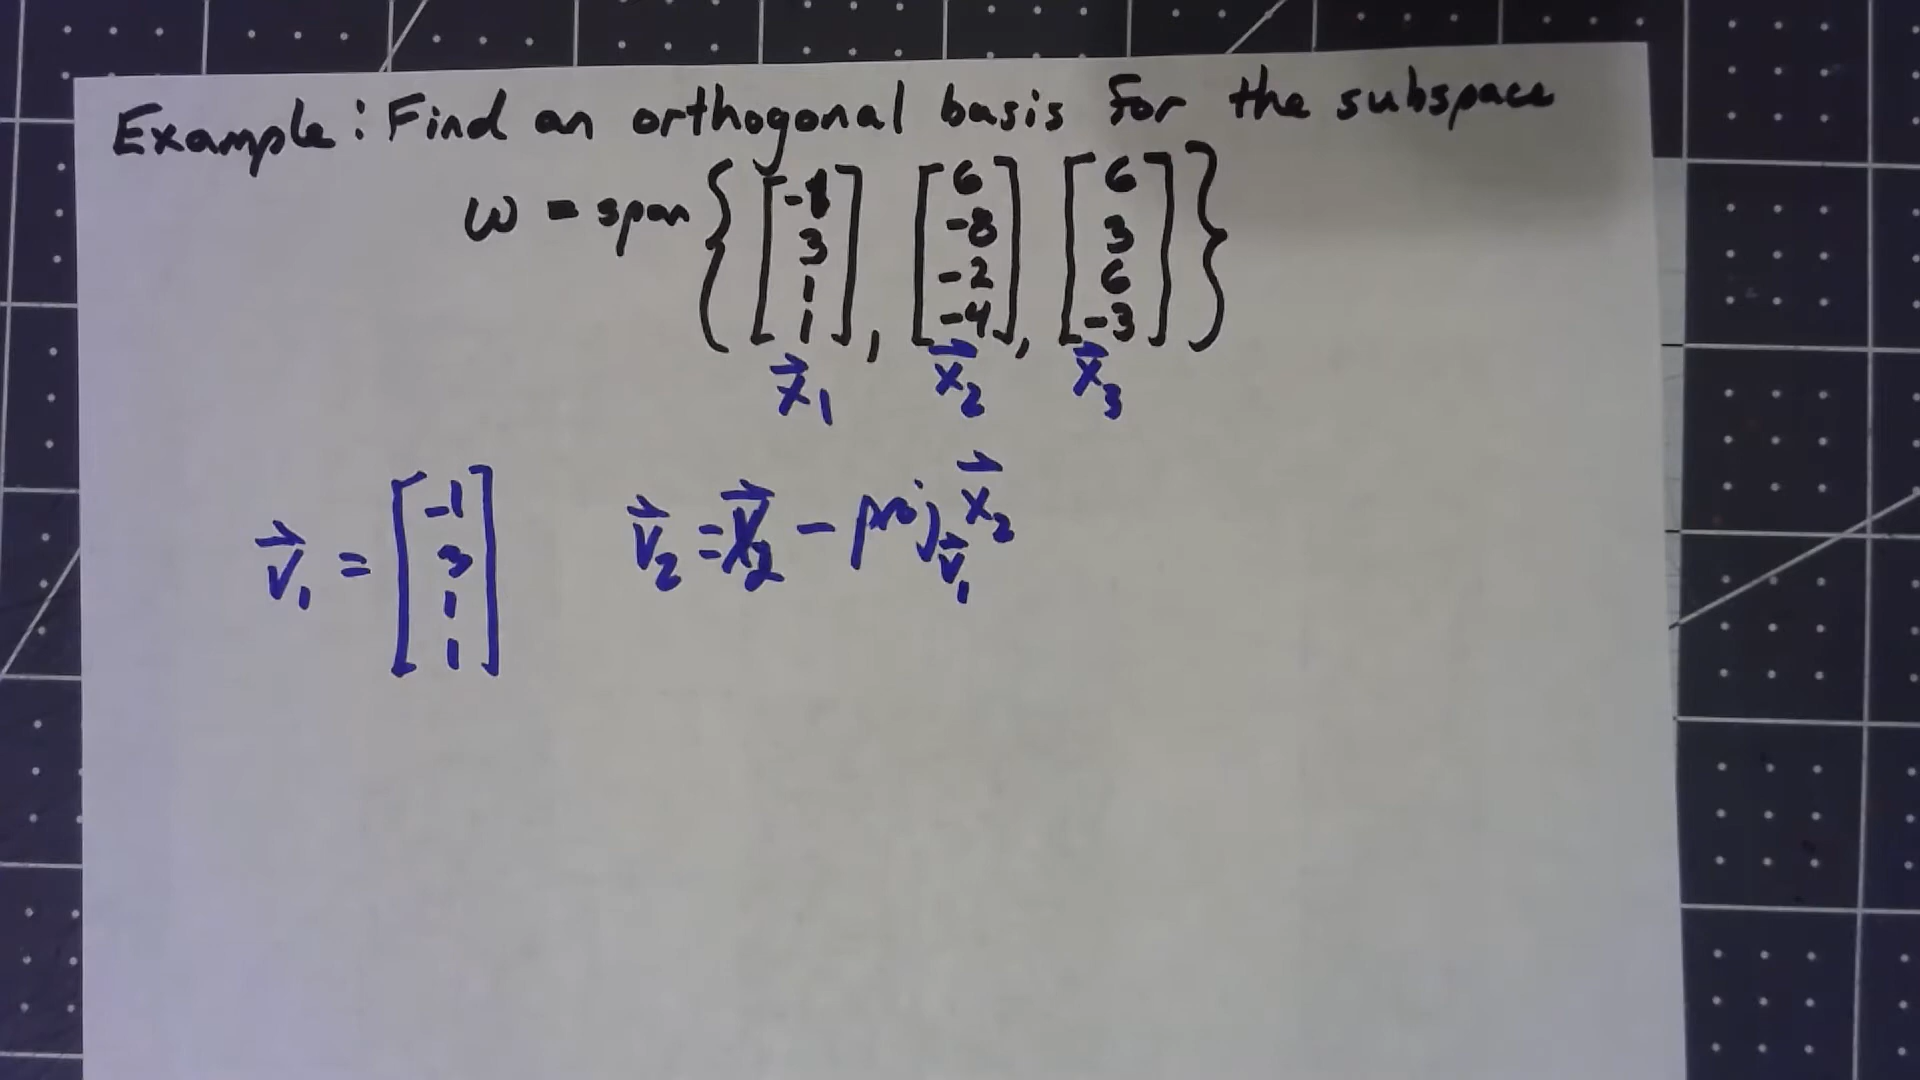 Example: Find an orthogonal basis for the subspace
W = span { [-1 3 1 1], [6 -8 -2 -4], [6 3 6 -3] }
x⃗₁ x⃗₂ x⃗₃
v⃗₁ = [-1 3 1 1] v⃗₂ = x⃗₂ - proj_v⃗₁ x⃗₂